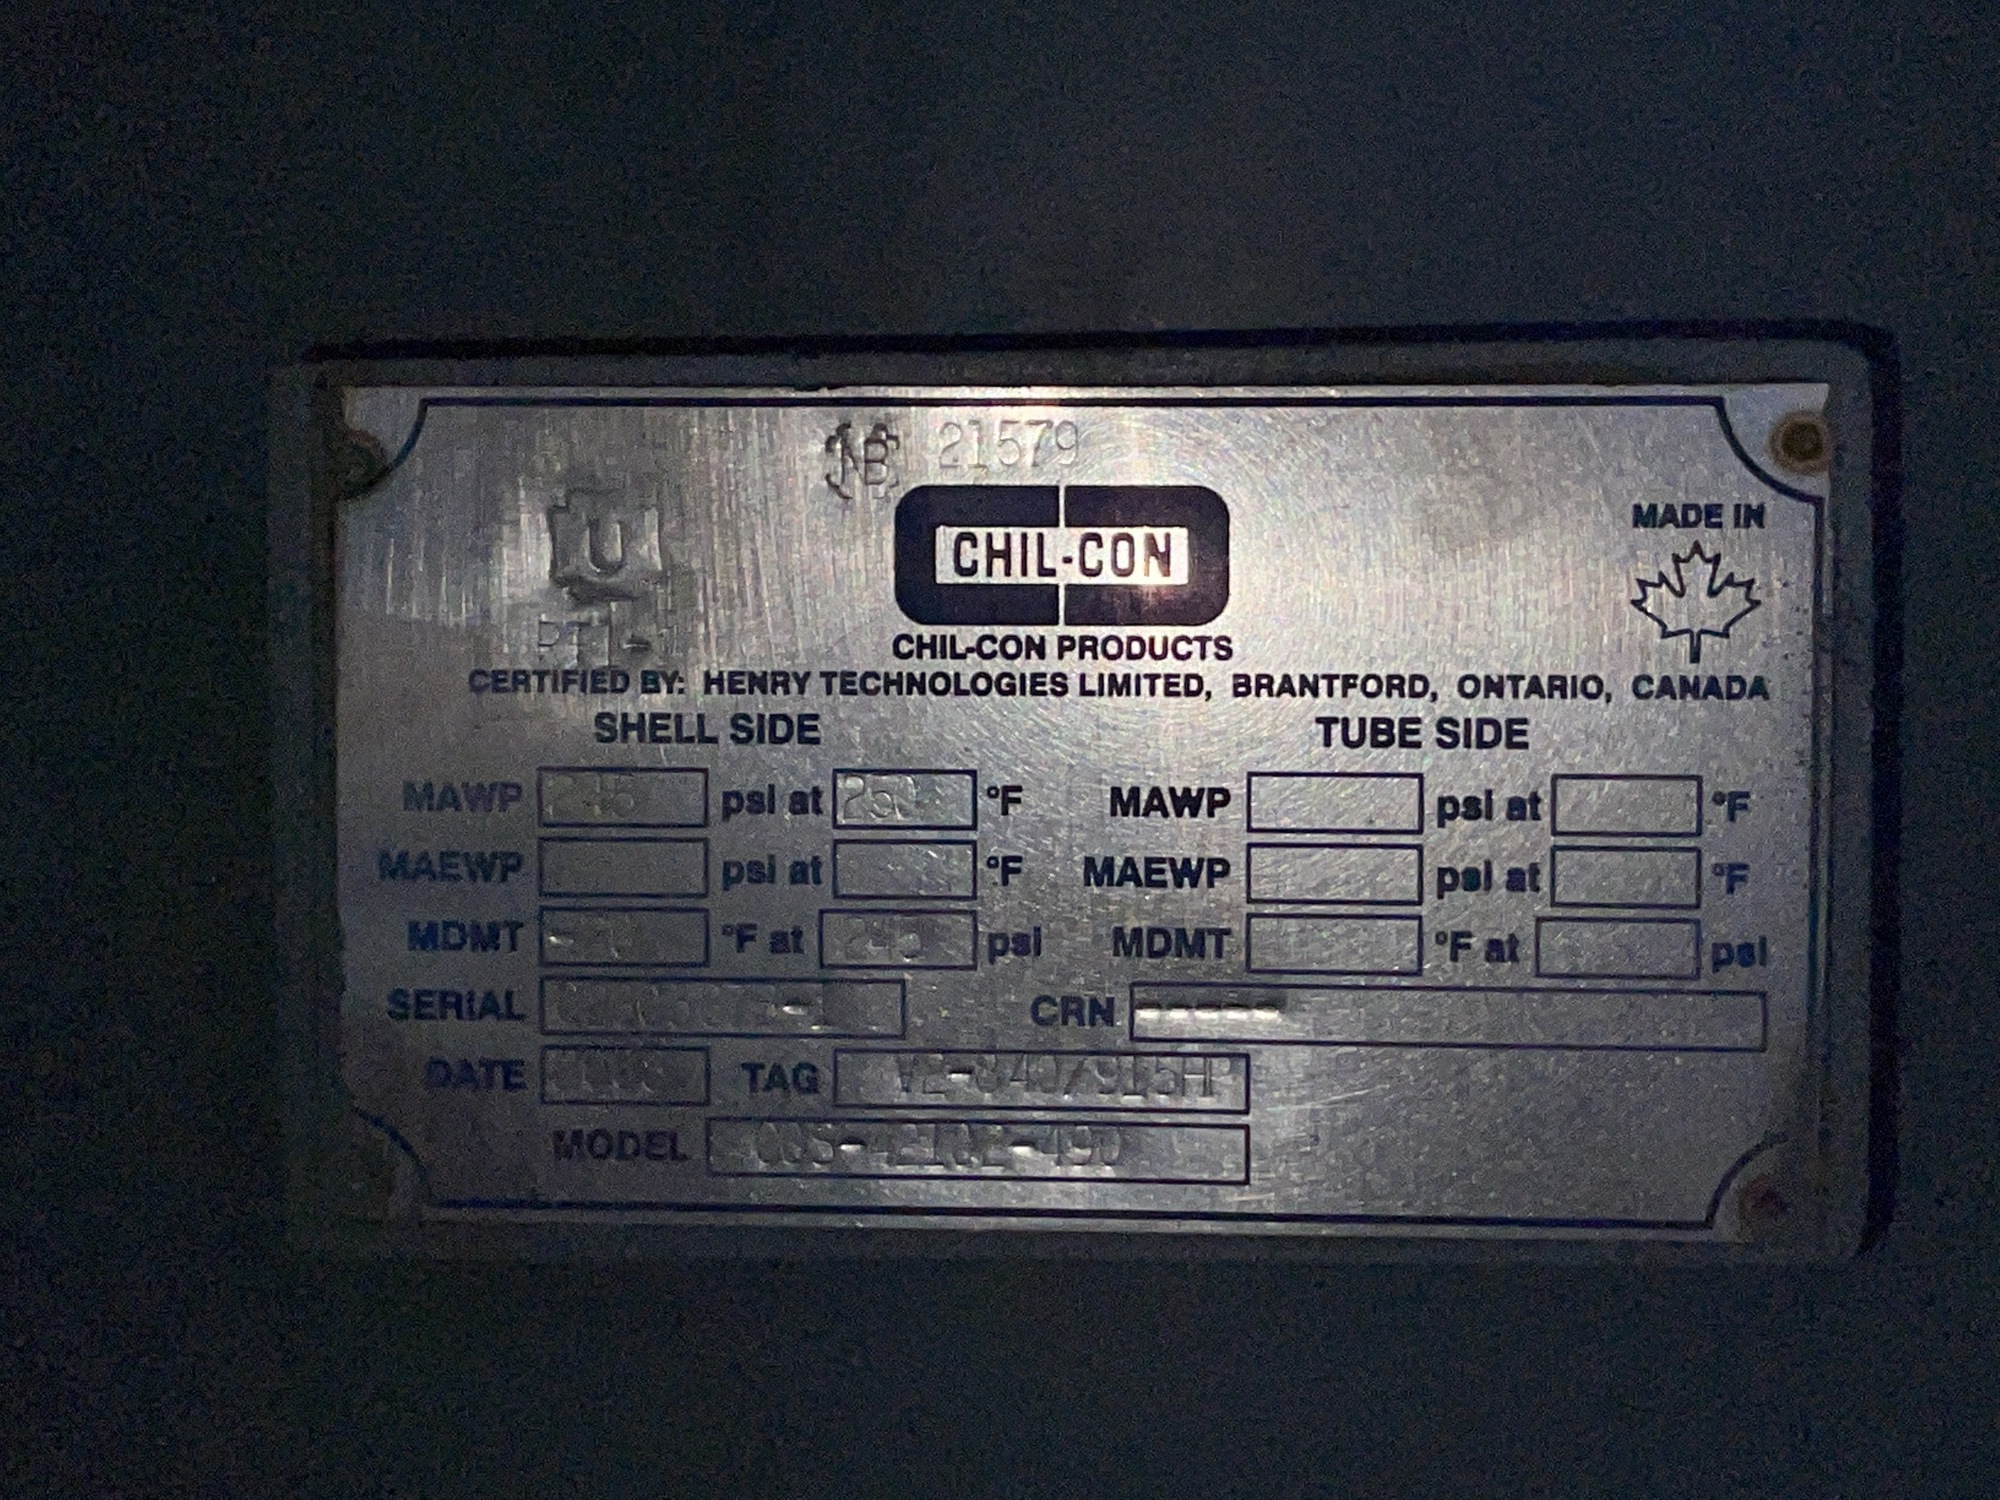 NB 21579
U
MADE IN
CHIL-CON
CHIL-CON PRODUCTS
CERTIFIED BY: HENRY TECHNOLOGIES LIMITED, BRANTFORD, ONTARIO, CANADA
SHELL SIDE TUBE SIDE
MAWP psi at 250 °F MAWP psi at °F
MAEWP psi at °F MAEWP psi at °F
MDMT °F at psi MDMT °F at psi
SERIAL CRN -----
DATE TAG
MODEL